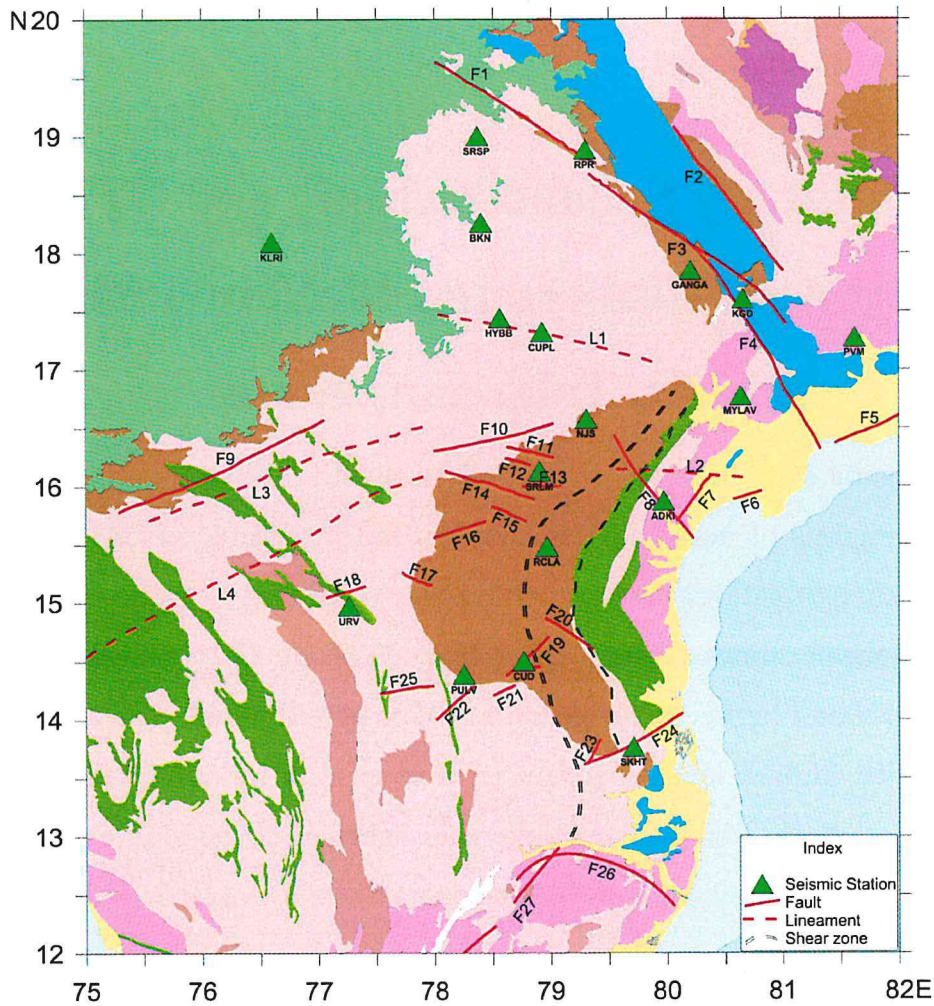 N 20
F1
19
SRSP
RPR
F2
BKN
18
KLRI
F3
GANGA
KGD
HYBB
CUPL
L1
F4
PVM
17
MYLAV
F5
F10
NJS
F9
F11
F12
F13
SRLM
L2
L3
F14
F8
F7
F6
16
ADKI
F15
F16
RCLA
F17
L4
F18
15
URV
F20
F19
CUD
F25
PULV
F21
F22
14
F23
F24
SKHT
13
Index
F26
Seismic Station
F27
Fault
Lineament
Shear zone
12
75 76 77 78 79 80 81 82E